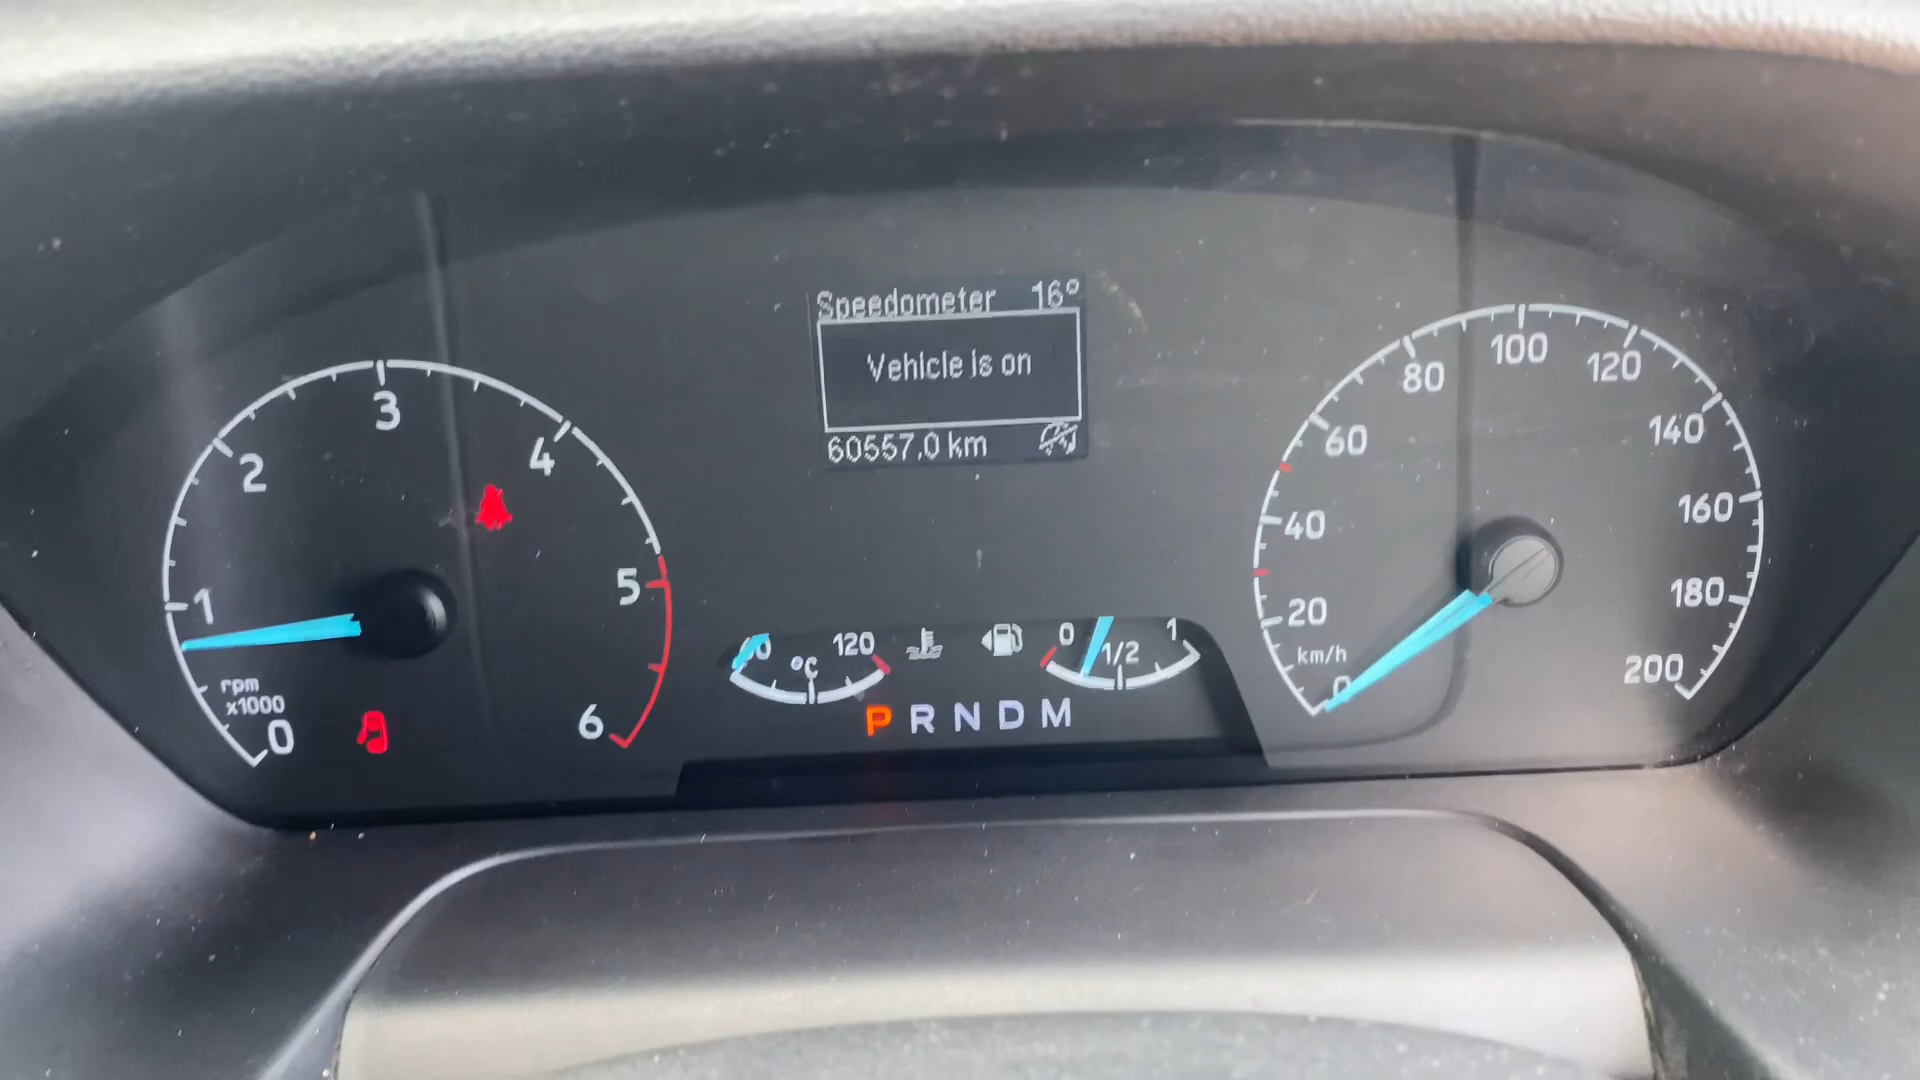 Speedometer 16°
Vehicle is on
60557.0 km
0
1
2
3
4
5
6
rpm
x1000
120
°C
0
1/2
1
P R N D M
0
20
40
60
80
100
120
140
160
180
200
km/h